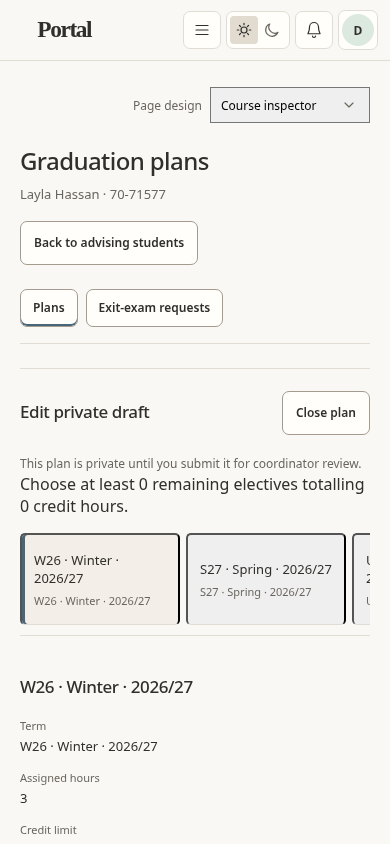 Portal
D
Page design
Course inspector
Graduation plans
Layla Hassan · 70-71577
Back to advising students
Plans
Exit-exam requests
Edit private draft
Close plan
This plan is private until you submit it for coordinator review.
Choose at least 0 remaining electives totalling
0 credit hours.
W26 · Winter ·
2026/27
W26 · Winter · 2026/27
S27 · Spring · 2026/27
S27 · Spring · 2026/27
W26 · Winter · 2026/27
Term
W26 · Winter · 2026/27
Assigned hours
3
Credit limit